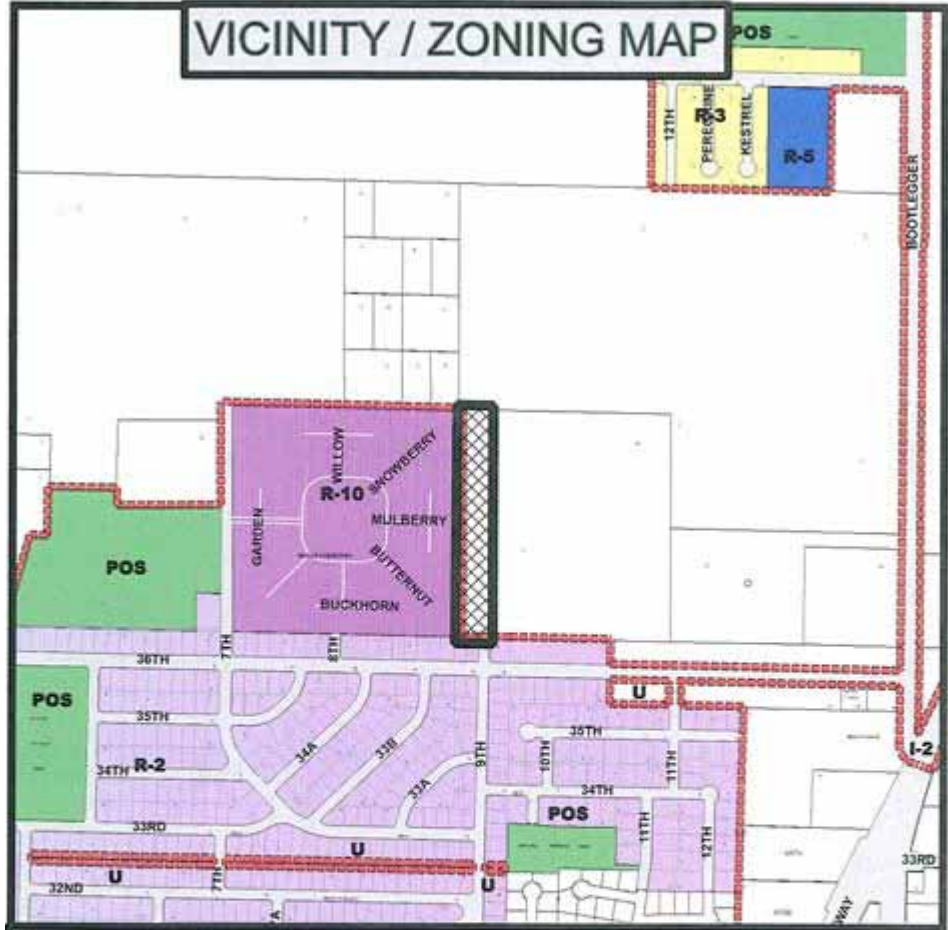 VICINITY / ZONING MAP
POS
12TH
PEREGRINE
R-3
KESTREL
R-5
BOOTLEGGER
WILLOW
SNOWBERRY
R-10
GARDEN
MULBERRY
BUTTERNUT
BUCKHORN
POS
36TH
7TH
8TH
POS
35TH
34TH
R-2
34A
33B
33A
33RD
9TH
U
35TH
10TH
11TH
34TH
POS
11TH
12TH
I-2
33RD
U
U
7TH
32ND
U
WAY